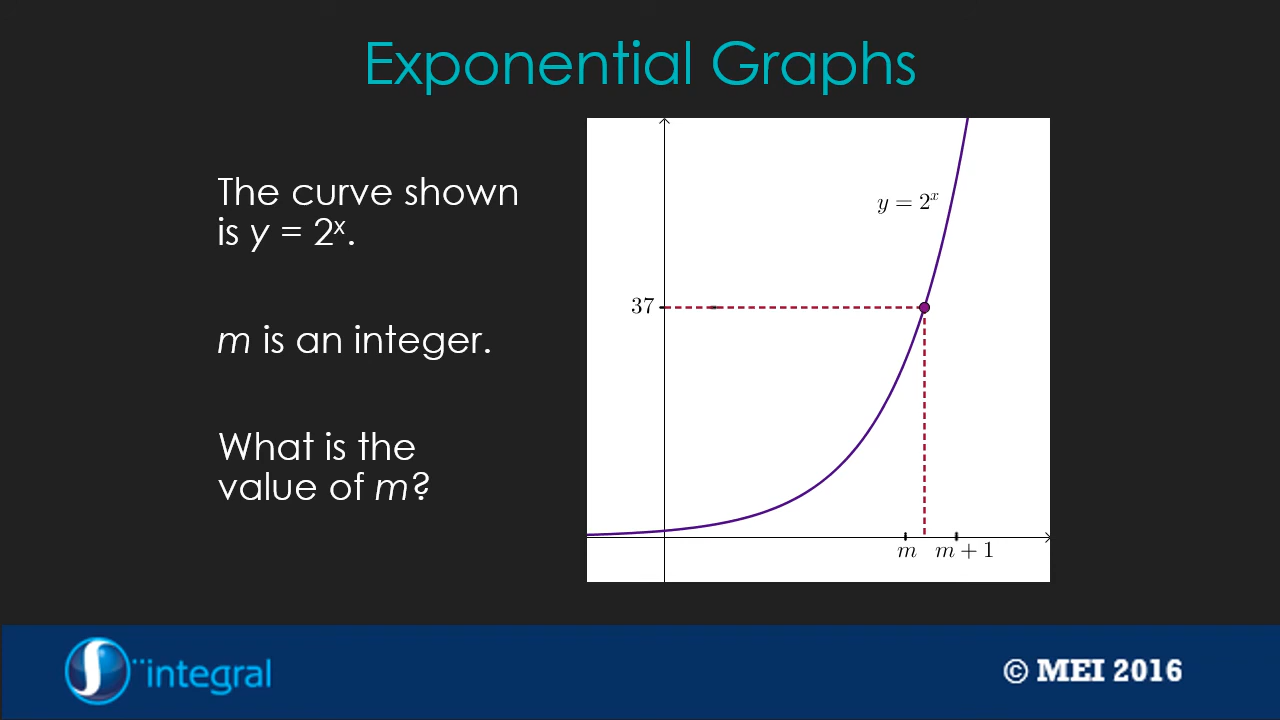 Exponential Graphs
The curve shown
is y = 2ˣ.
m is an integer.
What is the
value of m?
y = 2ˣ
37
m
m + 1
integral
© MEI 2016